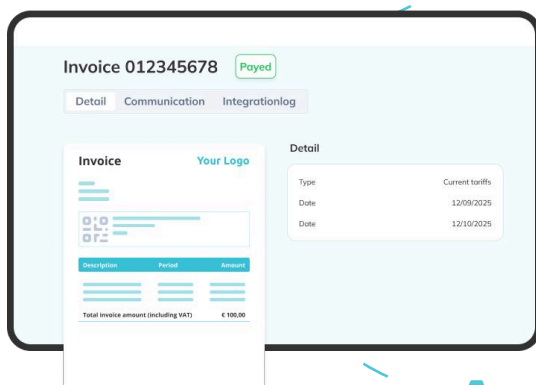 Invoice 012345678 Payed
Detail Communication Integrationlog
Invoice Your Logo
Description Period Amount
Total invoice amount (including VAT) € 100,00
Detail
Type Current tariffs
Date 12/09/2025
Date 12/10/2025